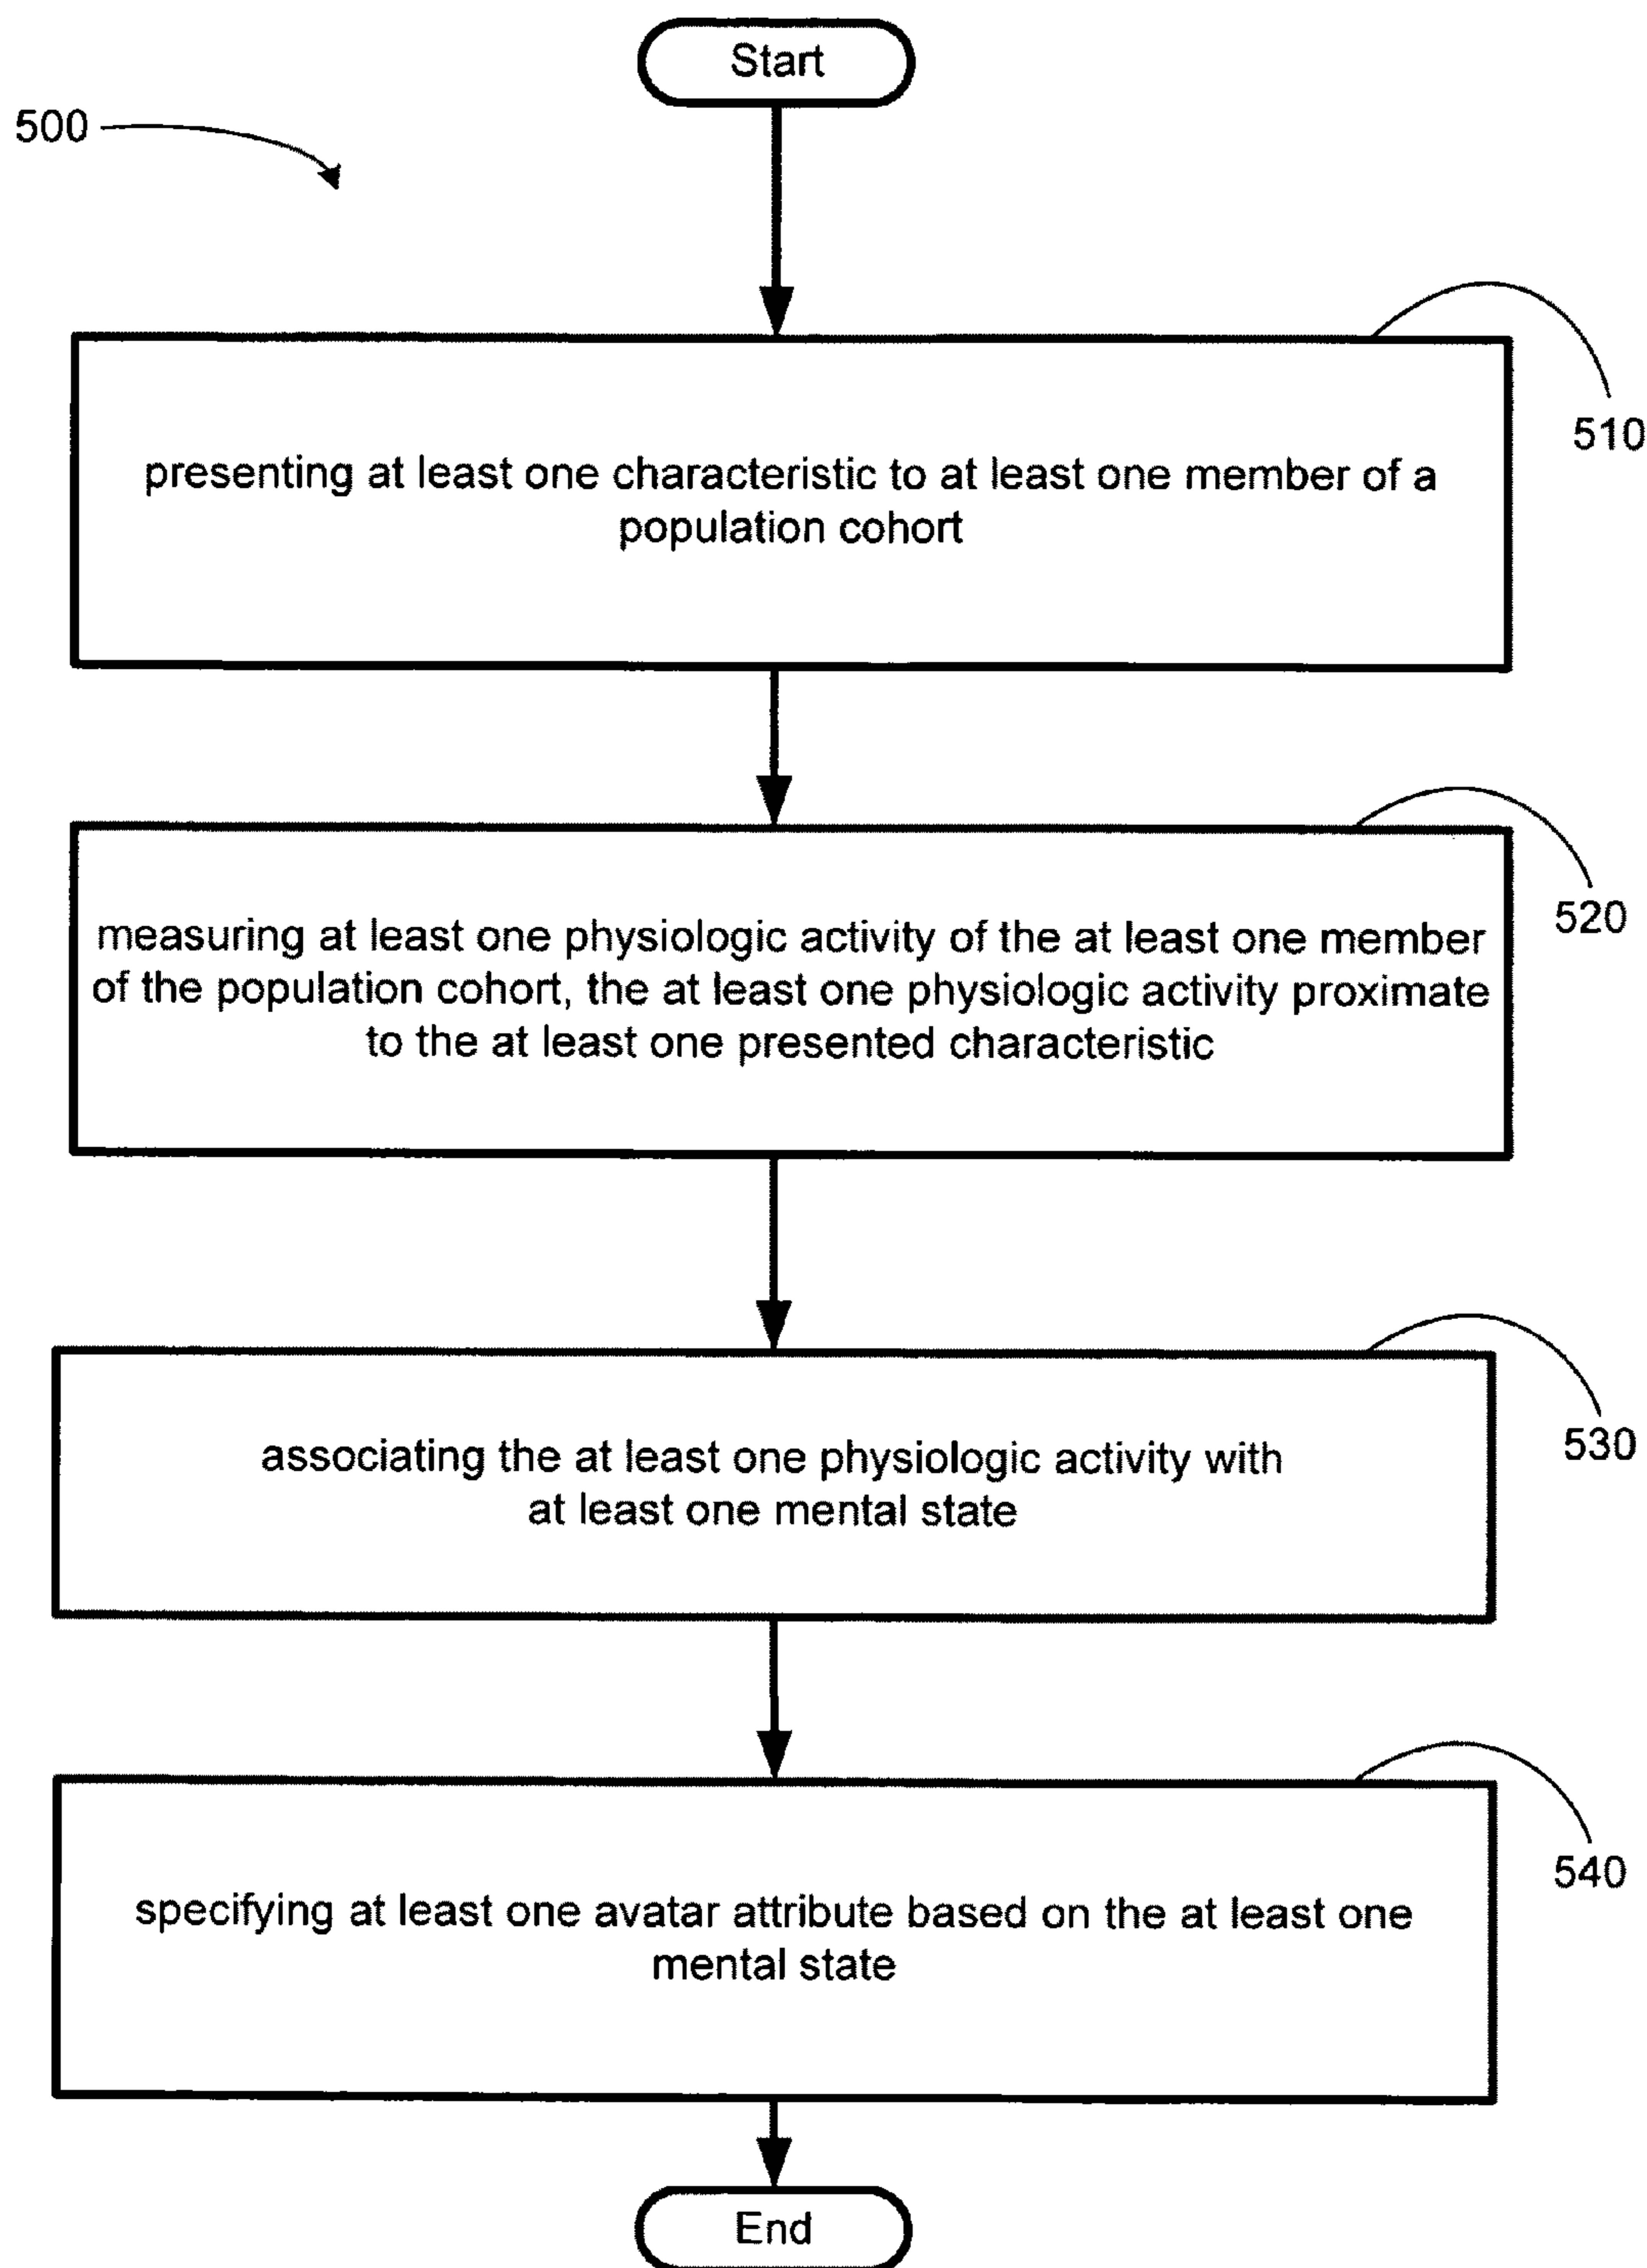 Start
500
510
presenting at least one characteristic to at least one member of a
population cohort
520
measuring at least one physiologic activity of the at least one member
of the population cohort, the at least one physiologic activity proximate
to the at least one presented characteristic
530
associating the at least one physiologic activity with
at least one mental state
540
specifying at least one avatar attribute based on the at least one
mental state
End